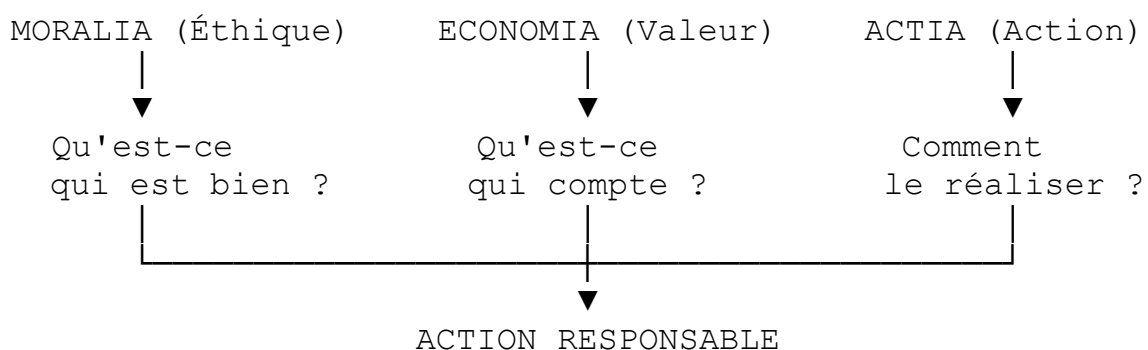 MORALIA (Éthique) ECONOMIA (Valeur) ACTIA (Action)
Qu'est-ce Qu'est-ce Comment
qui est bien ? qui compte ? le réaliser ?
ACTION RESPONSABLE